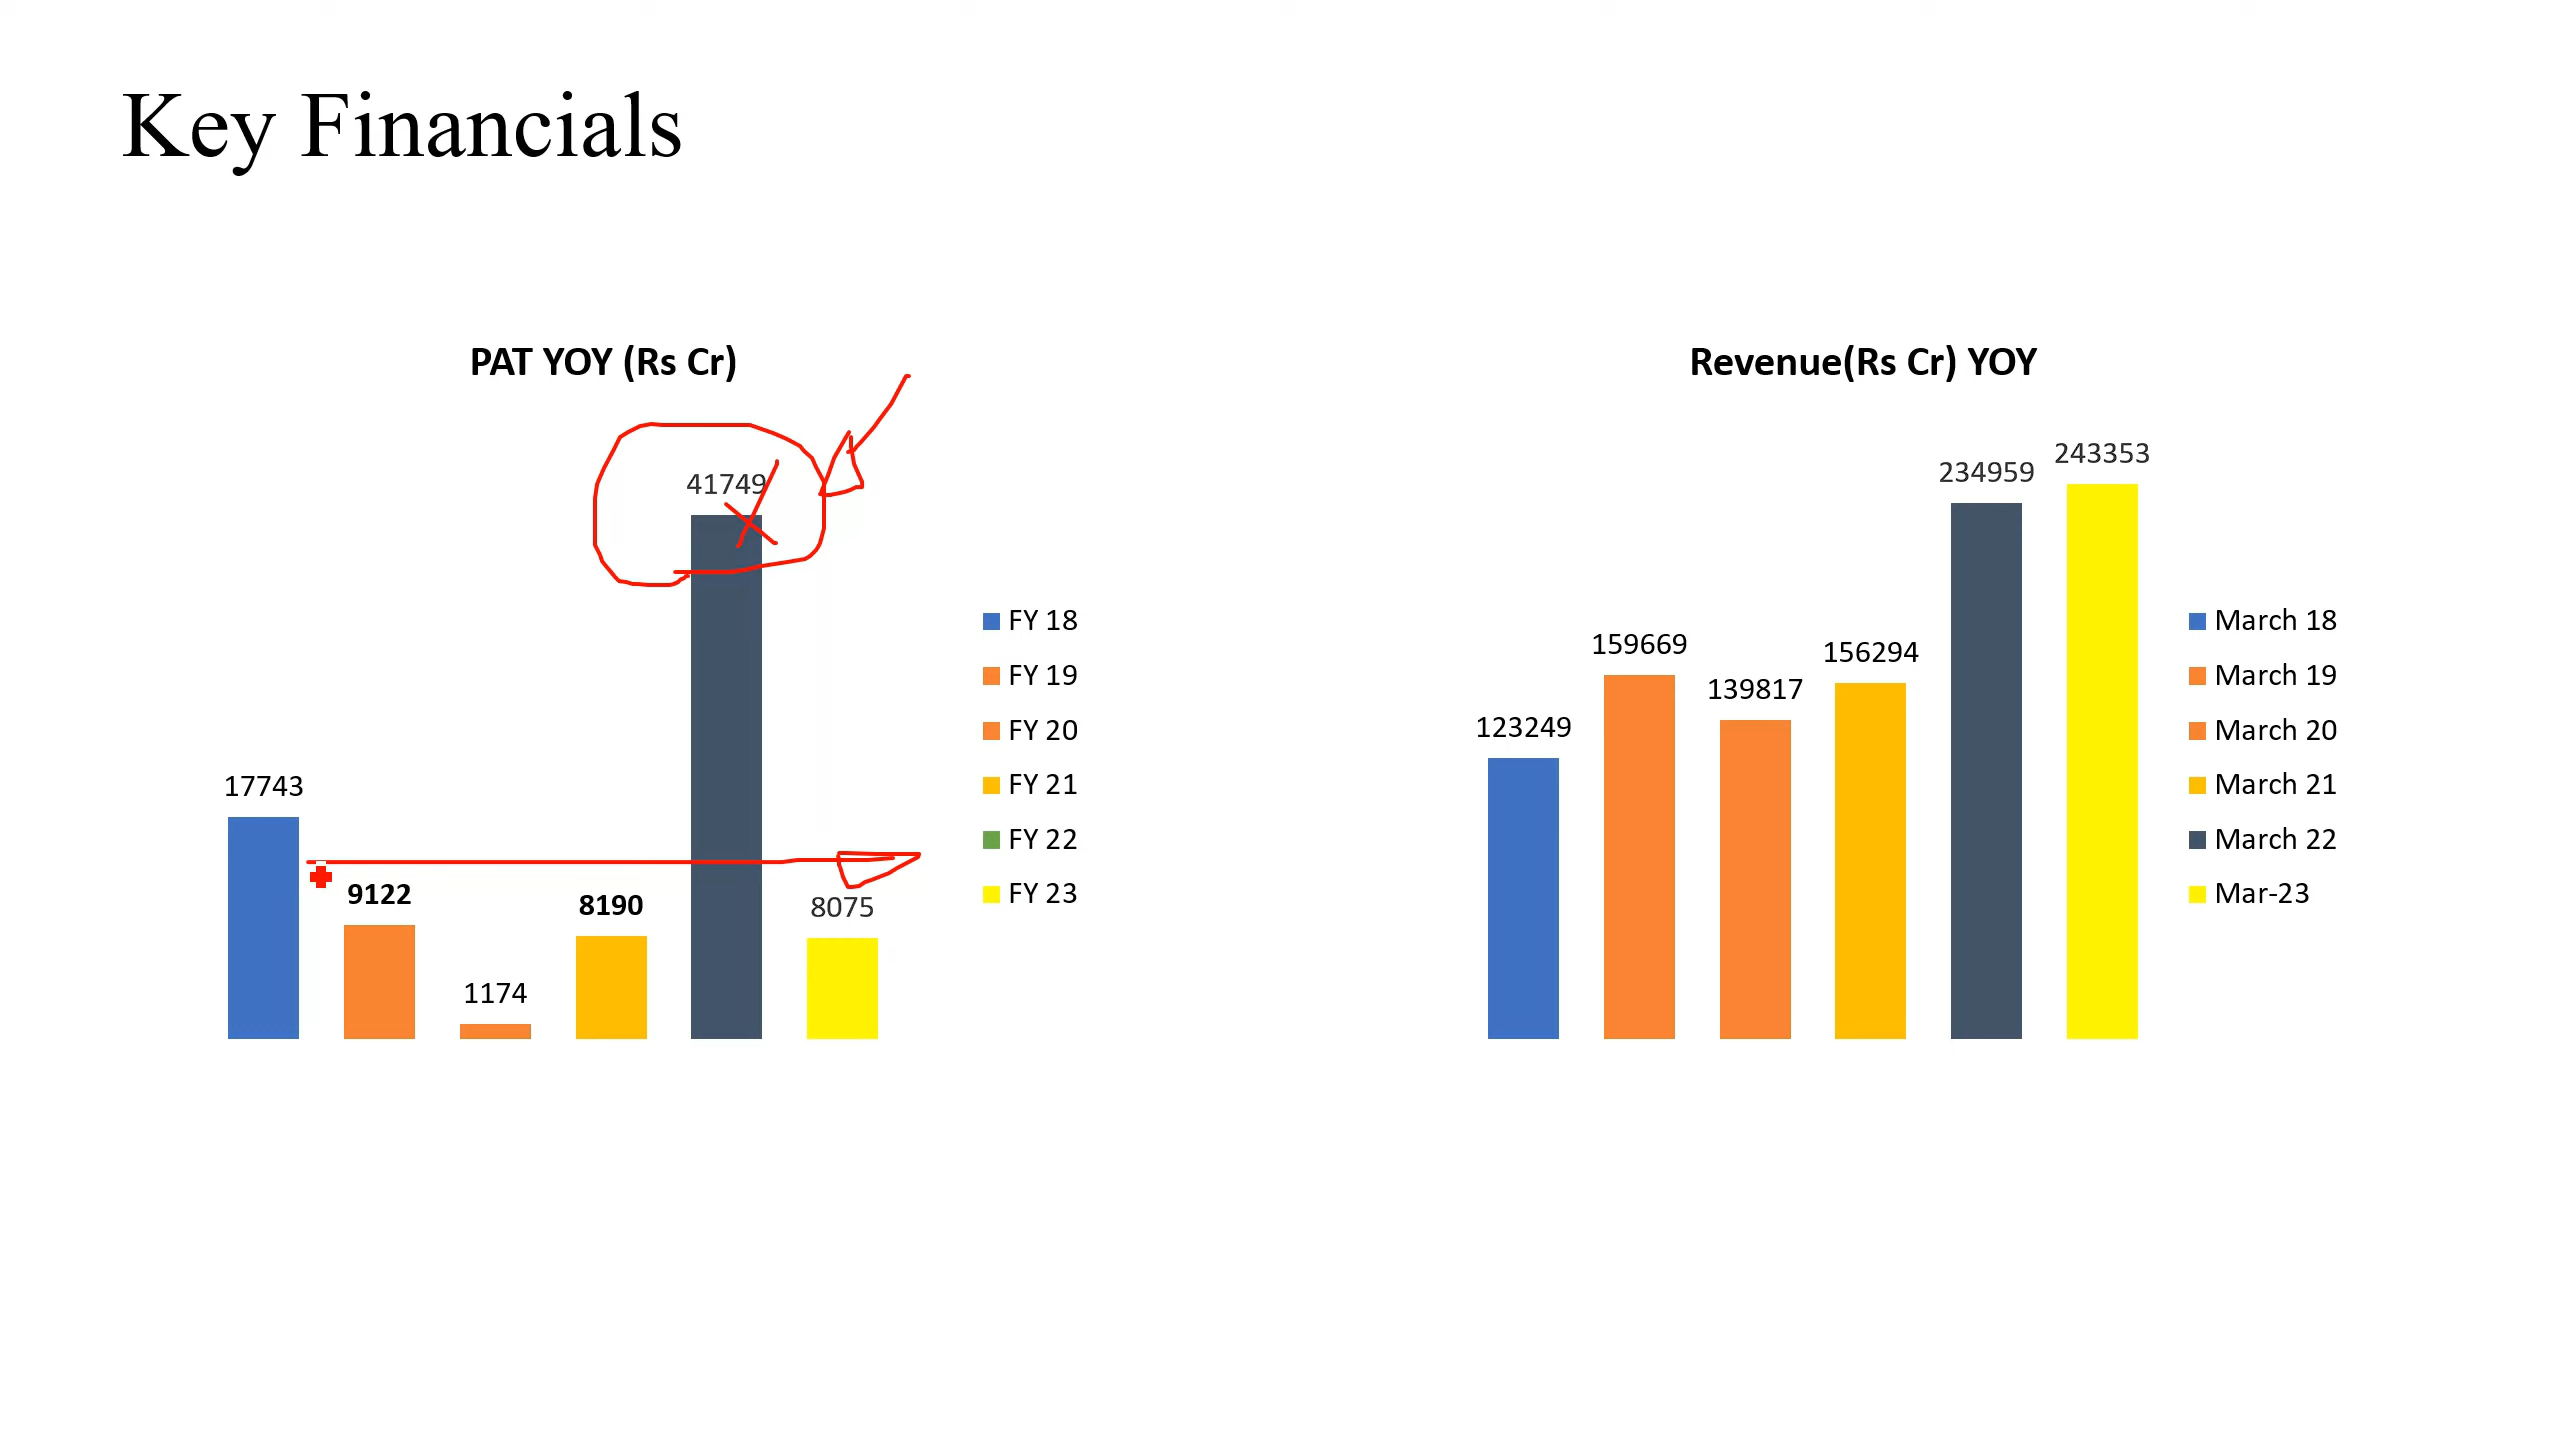 Key Financials
PAT YOY (Rs Cr)
41749
17743
9122
8190
8075
1174
FY 18
FY 19
FY 20
FY 21
FY 22
FY 23
Revenue(Rs Cr) YOY
243353
234959
159669
156294
139817
123249
March 18
March 19
March 20
March 21
March 22
Mar-23